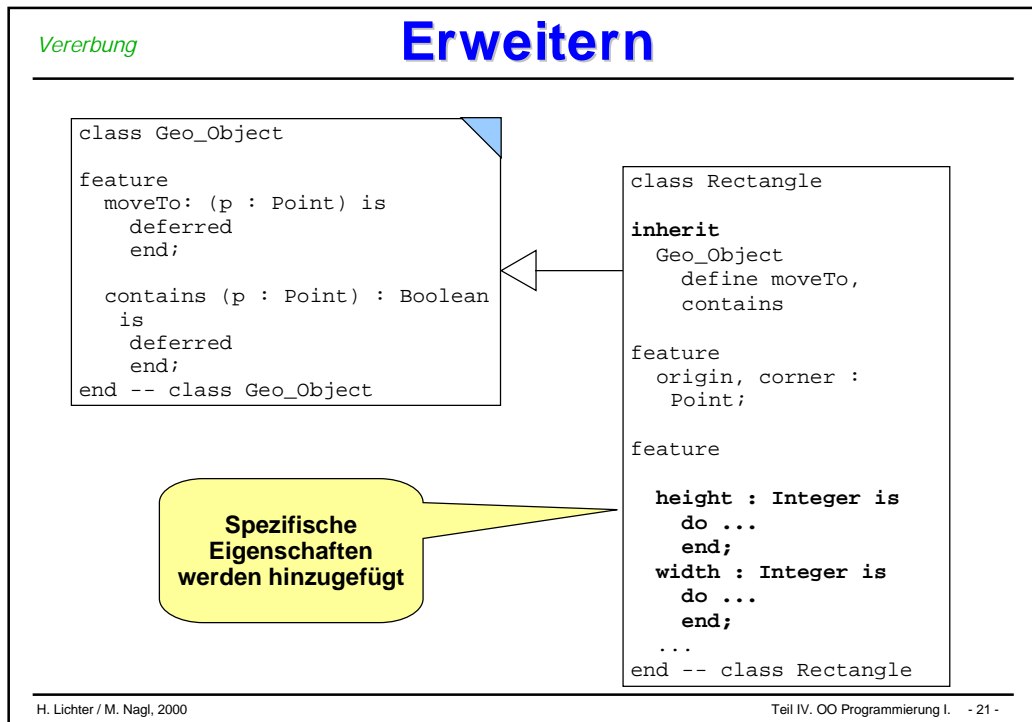 Vererbung
Erweitern
class Geo_Object
feature
moveTo: (p : Point) is
deferred
end;
contains (p : Point) : Boolean
is
deferred
end;
end -- class Geo_Object
class Rectangle
inherit
Geo_Object
define moveTo,
contains
feature
origin, corner :
Point;
feature
height : Integer is
do ...
end;
width : Integer is
do ...
end;
...
end -- class Rectangle
Spezifische
Eigenschaften
werden hinzugefügt
H. Lichter / M. Nagl, 2000
Teil IV. OO Programmierung I. - 21 -